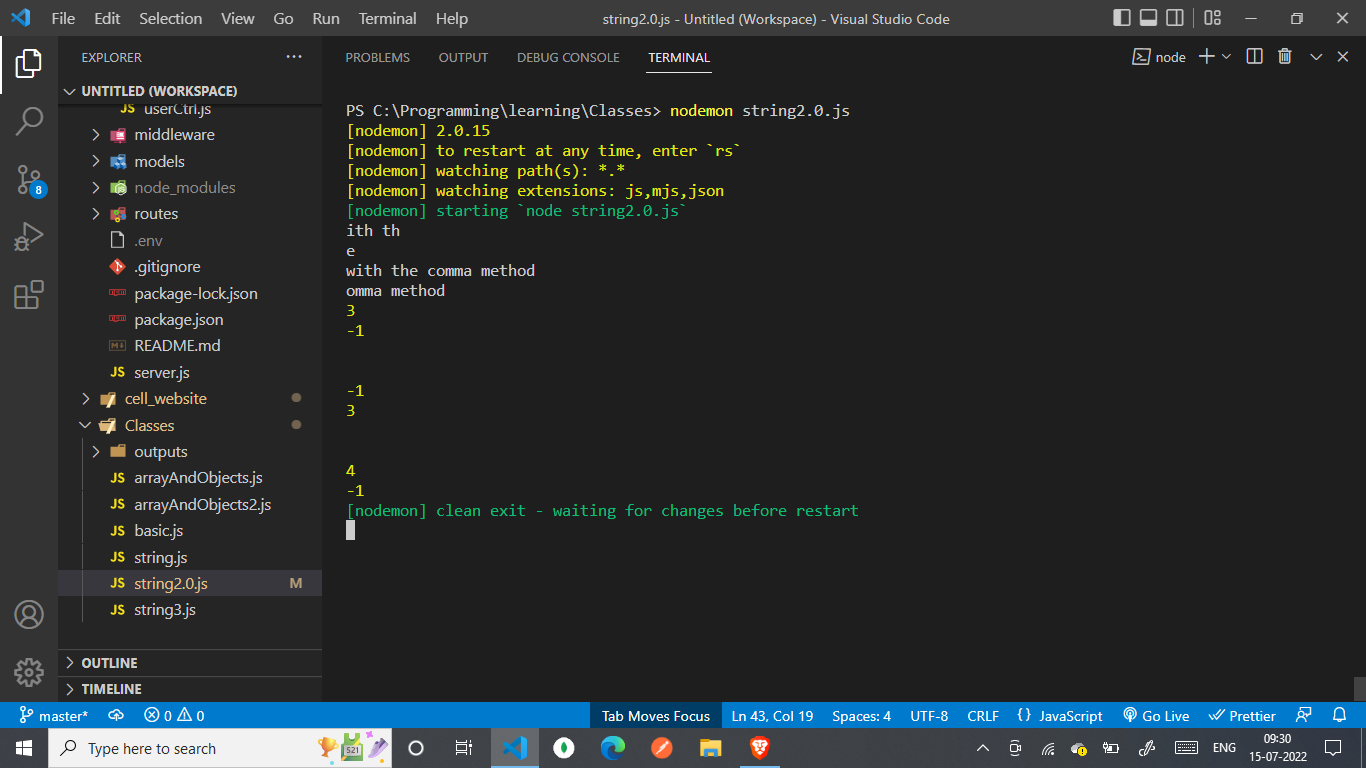 File Edit Selection View Go Run Terminal Help string2.0.js - Untitled (Workspace) - Visual Studio Code
EXPLORER
UNTITLED (WORKSPACE)
JS userCtrl.js
middleware
models
node_modules
routes
.env
.gitignore
package-lock.json
package.json
README.md
JS server.js
cell_website
Classes
outputs
JS arrayAndObjects.js
JS arrayAndObjects2.js
JS basic.js
JS string.js
JS string2.0.js M
JS string3.js
OUTLINE
TIMELINE
8
PROBLEMS OUTPUT DEBUG CONSOLE TERMINAL node
PS C:\Programming\learning\Classes> nodemon string2.0.js
[nodemon] 2.0.15
[nodemon] to restart at any time, enter `rs`
[nodemon] watching path(s): *.*
[nodemon] watching extensions: js,mjs,json
[nodemon] starting `node string2.0.js`
ith th
e
with the comma method
omma method
3
-1
-1
3
4
-1
[nodemon] clean exit - waiting for changes before restart
master* 0 0 Tab Moves Focus Ln 43, Col 19 Spaces: 4 UTF-8 CRLF {} JavaScript Go Live Prettier
Type here to search 521 ENG 09:30
15-07-2022